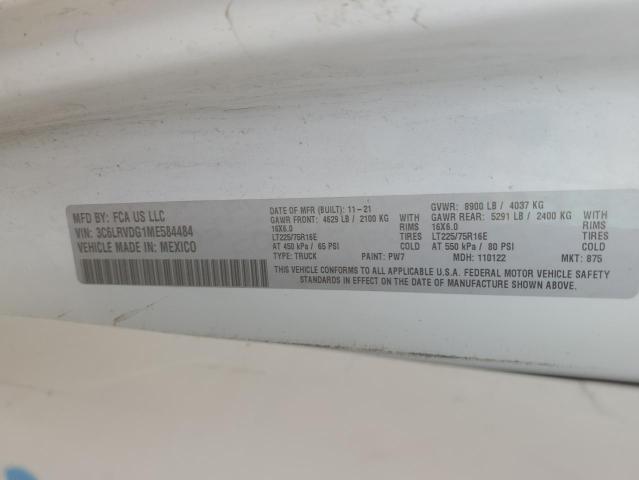 MFD BY: FCA US LLC
VIN: 3C6LRVDG1ME584484
VEHICLE MADE IN: MEXICO
DATE OF MFR (BUILT): 11-21 GVWR: 8900 LB / 4037 KG
GAWR FRONT: 4629 LB / 2100 KG GAWR REAR: 5291 LB / 2400 KG
16X6.0 RIMS 16X6.0 RIMS
LT225/75R16E TIRES LT225/75R16E TIRES
AT 450 kPa / 65 PSI COLD AT 550 kPa / 80 PSI COLD
TYPE: TRUCK PAINT: PW7 MDH: 110122 MKT: 875
THIS VEHICLE CONFORMS TO ALL APPLICABLE U.S.A. FEDERAL MOTOR VEHICLE SAFETY
STANDARDS IN EFFECT ON THE DATE OF MANUFACTURE SHOWN ABOVE.